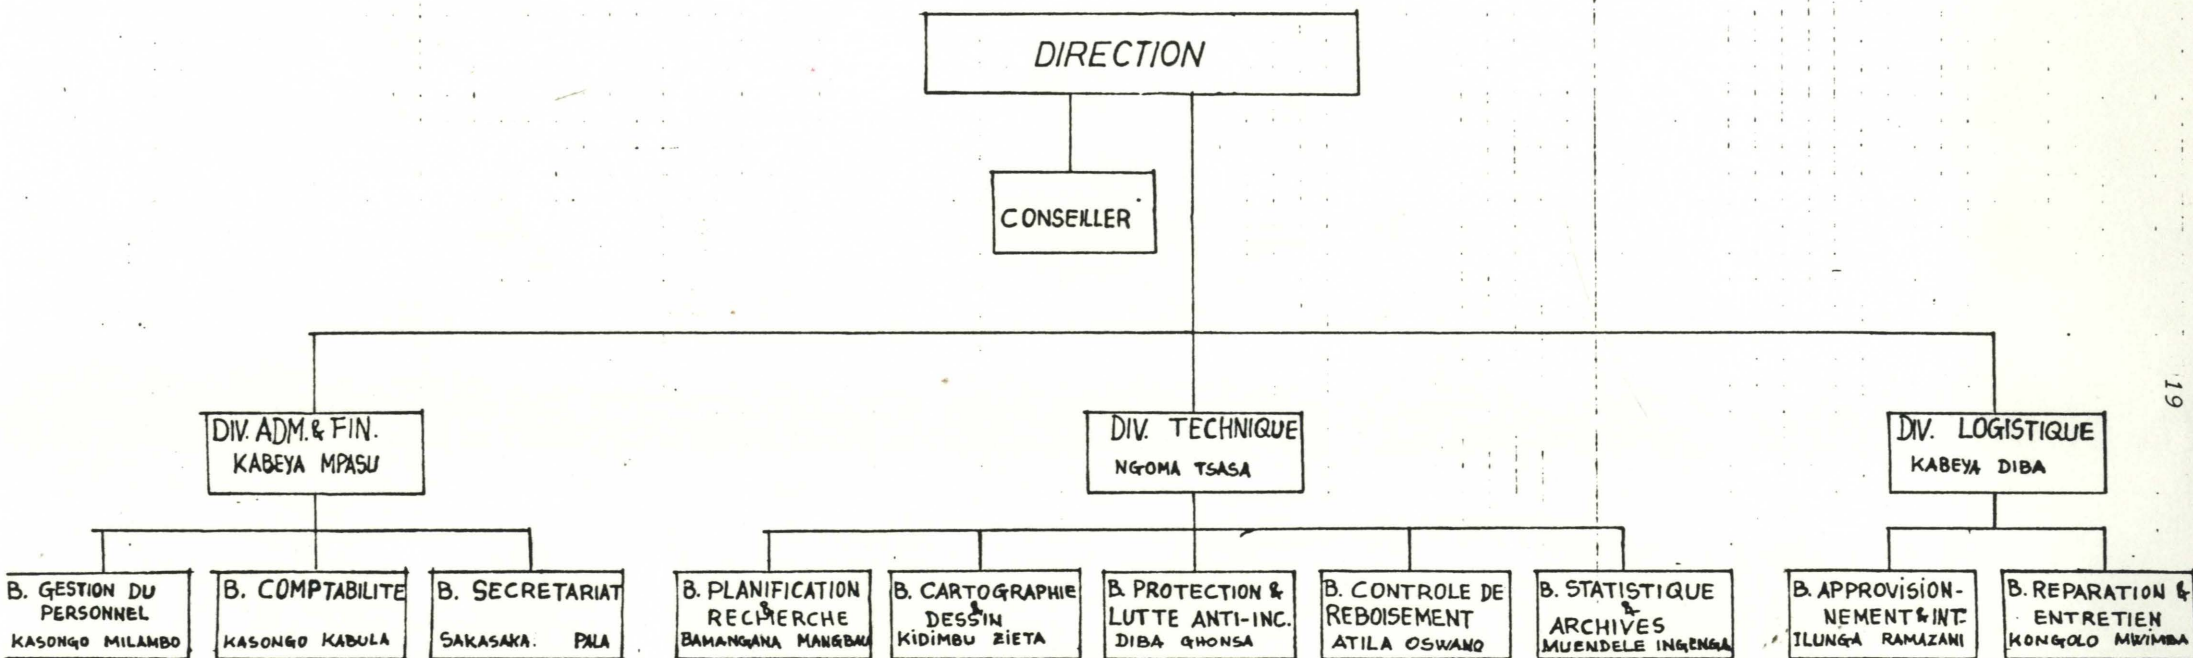 DIRECTION
CONSEILLER
19
DIV. ADM. & FIN.
KABEYA MPASU
DIV. TECHNIQUE
NGOMA TSASA
DIV. LOGISTIQUE
KABEYA DIBA
B. GESTION DU
PERSONNEL
KASONGO MILAMBO
B. COMPTABILITE
KASONGO KABULA
B. SECRETARIAT
SAKASAKA. PALA
B. PLANIFICATION
&
RECHERCHE
BAMANGANA
B. CARTOGRAPHIE
&
DESSIN
KIDIMBU ZIETA
B. PROTECTION &
LUTTE ANTI-INC.
DIBA GHONSA
B. CONTROLE DE
REBOISEMENT
ATILA OSWANO
B. STATISTIQUE
&
ARCHIVES
MUENDELE INGENGA
B. APPROVISION-
NEMENT & INT.
ILUNGA RAMAZANI
B. REPARATION &
ENTRETIEN
KONGOLO MWIMBA